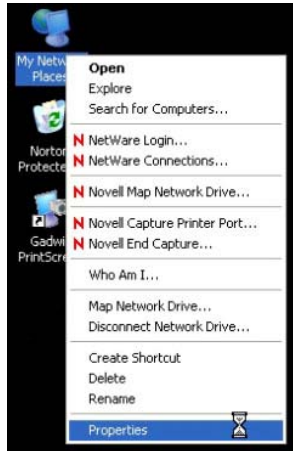 My Netw
Places
Norton
Protecte
Gadwi
PrintScre
Open
Explore
Search for Computers...
N NetWare Login...
N NetWare Connections...
N Novell Map Network Drive...
N Novell Capture Printer Port...
N Novell End Capture...
Who Am I...
Map Network Drive...
Disconnect Network Drive...
Create Shortcut
Delete
Rename
Properties